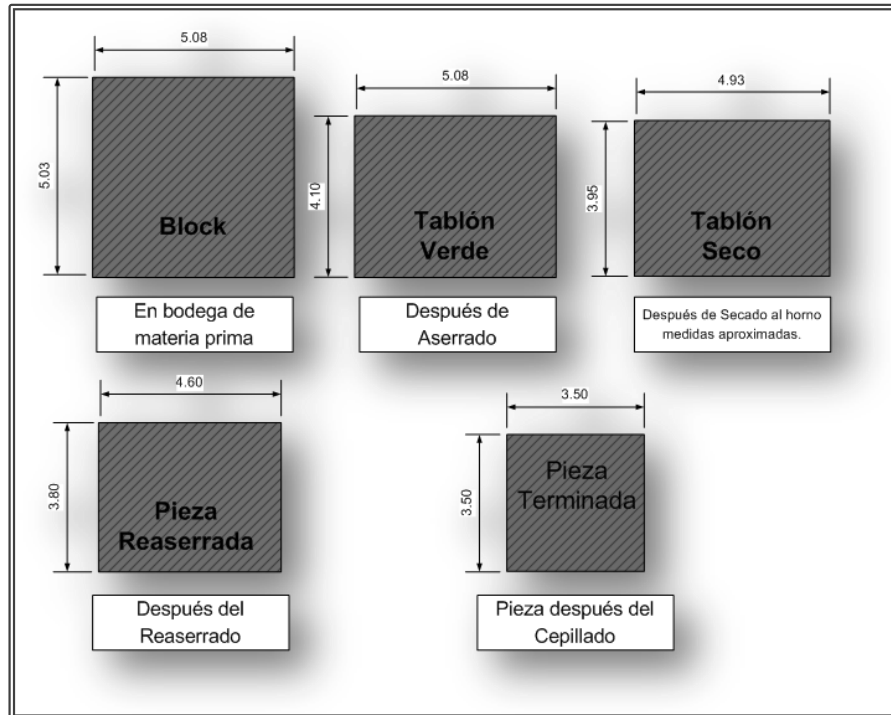 5.08
5.03
Block
En bodega de
materia prima
5.08
4.10
Tablón
Verde
Después de
Aserrado
4.93
3.95
Tablón
Seco
Después de Secado al horno
medidas aproximadas.
4.60
3.80
Pieza
Reaserrada
Después del
Reaserrado
3.50
3.50
Pieza
Terminada
Pieza después del
Cepillado